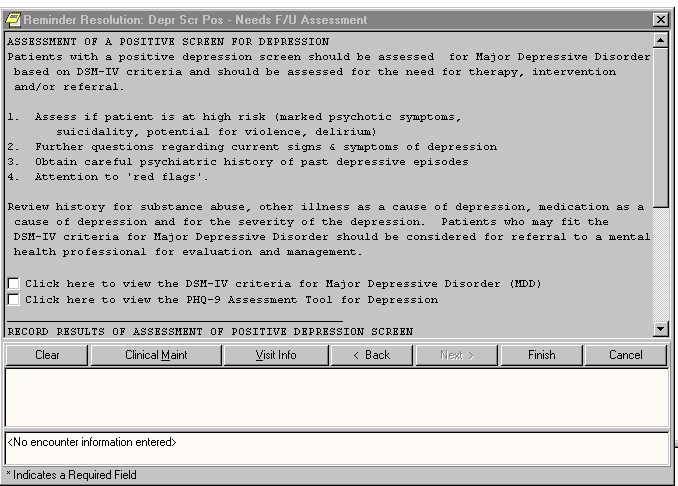 Reminder Resolution: Depr Scr Pos - Needs F/U Assessment
ASSESSMENT OF A POSITIVE SCREEN FOR DEPRESSION
Patients with a positive depression screen should be assessed  for Major Depressive Disorder
based on DSM-IV criteria and should be assessed for the need for therapy, intervention
and/or referral.
1.  Assess if patient is at high risk (marked psychotic symptoms,
suicidality, potential for violence, delirium)
2.  Further questions regarding current signs & symptoms of depression
3.  Obtain careful psychiatric history of past depressive episodes
4.  Attention to 'red flags'.
Review history for substance abuse, other illness as a cause of depression, medication as a
cause of depression and for the severity of the depression.  Patients who may fit the
DSM-IV criteria for Major Depressive Disorder should be considered for referral to a mental
health professional for evaluation and management.
Click here to view the DSM-IV criteria for Major Depressive Disorder (MDD)
Click here to view the PHQ-9 Assessment Tool for Depression
RECORD RESULTS OF ASSESSMENT OF POSITIVE DEPRESSION SCREEN
Clear Clinical Maint Visit Info < Back Next > Finish Cancel
<No encounter information entered>
* Indicates a Required Field